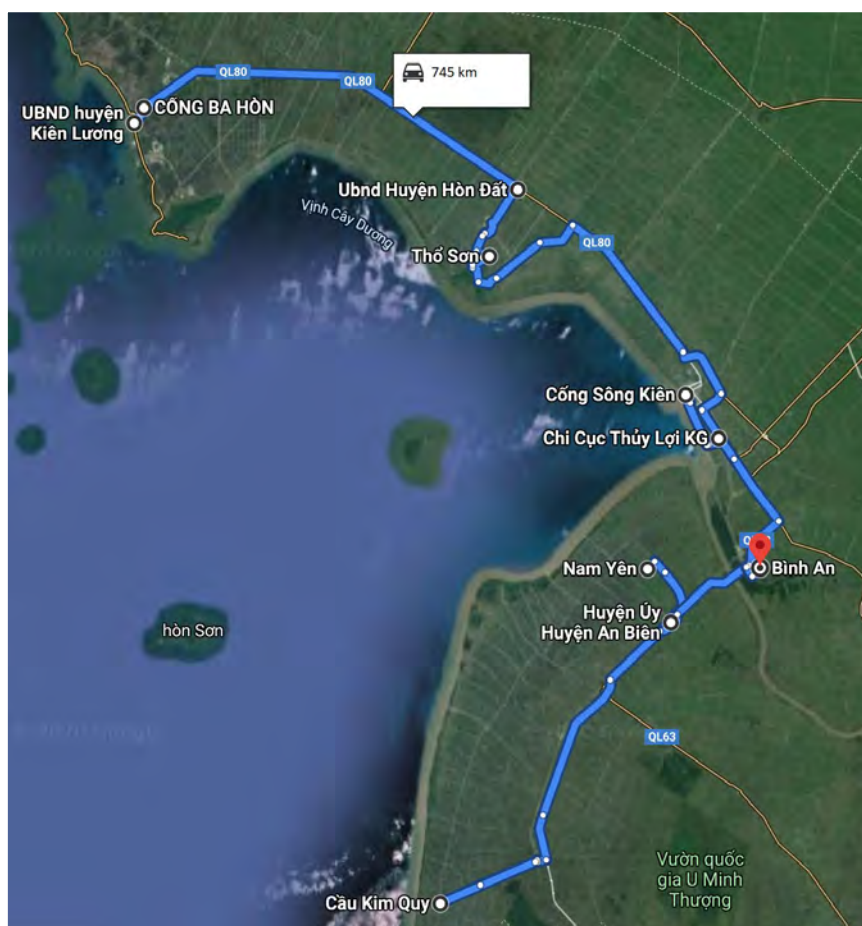 QL80
QL80
745 km
CỐNG BA HÒN
UBND huyện
Kiên Lương
Ubnd Huyện Hòn Đất
Vịnh Cây Dương
Thổ Sơn
QL80
Cống Sông Kiên
Chi Cục Thủy Lợi KG
Nam Yên
Bình An
Huyện Ủy
Huyện An Biên
hòn Sơn
QL63
Vườn quốc
gia U Minh
Thượng
Cầu Kim Quy